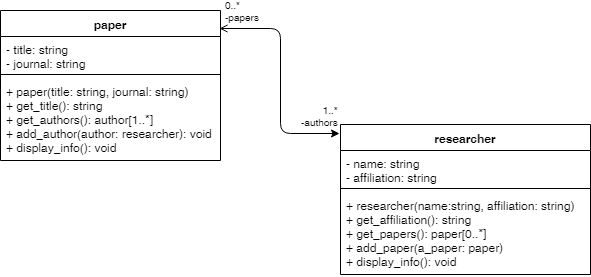 0..*
-papers
paper
- title: string
- journal: string
+ paper(title: string, journal: string)
+ get_title(): string
+ get_authors(): author[1..*]
+ add_author(author: researcher): void
+ display_info(): void
1..*
-authors
researcher
- name: string
- affiliation: string
+ researcher(name:string, affiliation: string)
+ get_affiliation(): string
+ get_papers(): paper[0..*]
+ add_paper(a_paper: paper)
+ display_info(): void